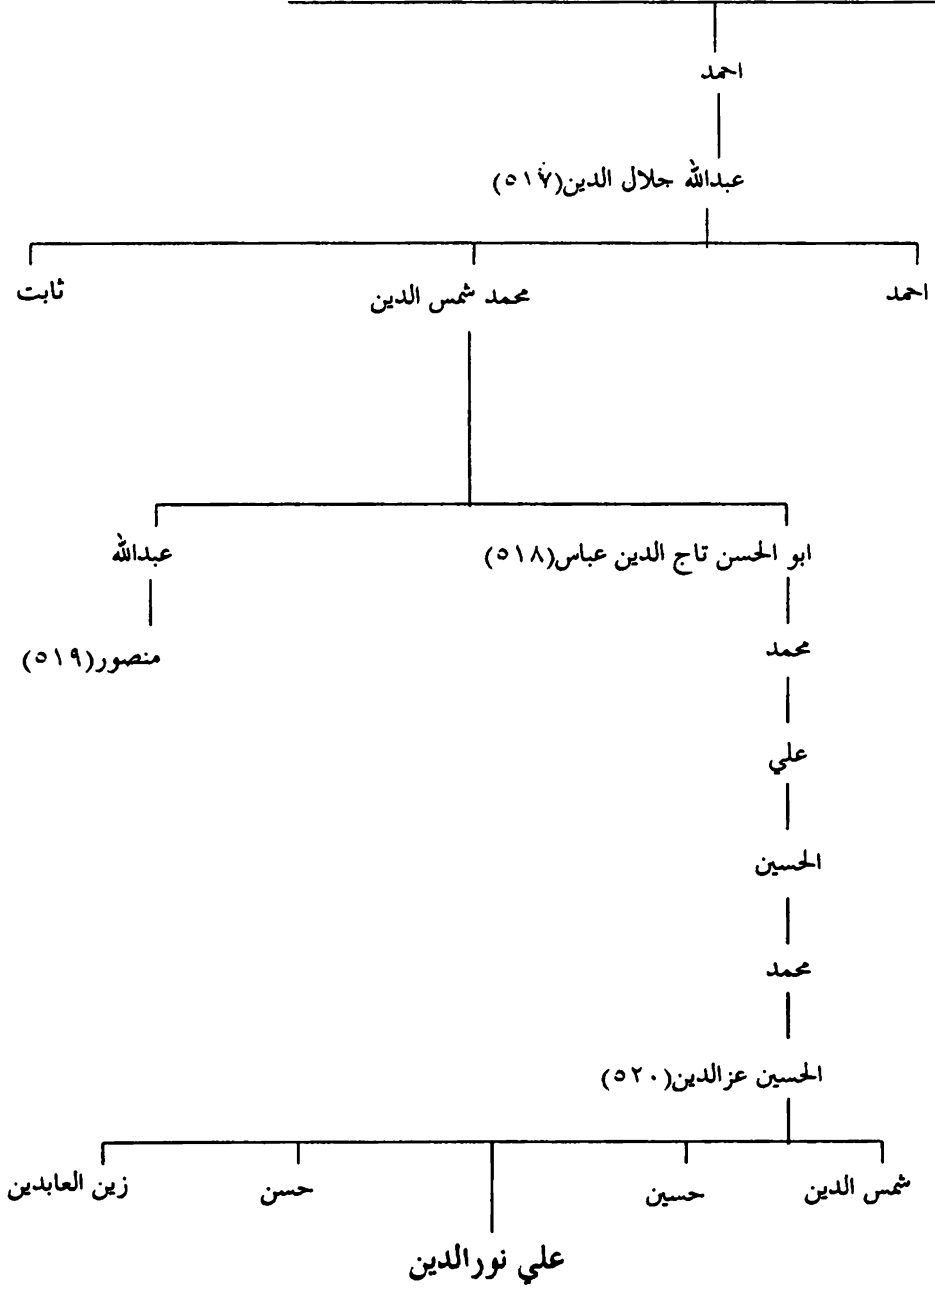 احمد
عبدالله جلال الدين(٥١٧)
احمد
محمد شمس الدين
ثابت
ابو الحسن تاج الدين عباس(٥١٨)
عبدالله
محمد
منصور(٥١٩)
علي
الحسين
محمد
الحسين عزالدين(٥٢٠)
شمس الدين
حسين
حسن
زين العابدين
علي نورالدين